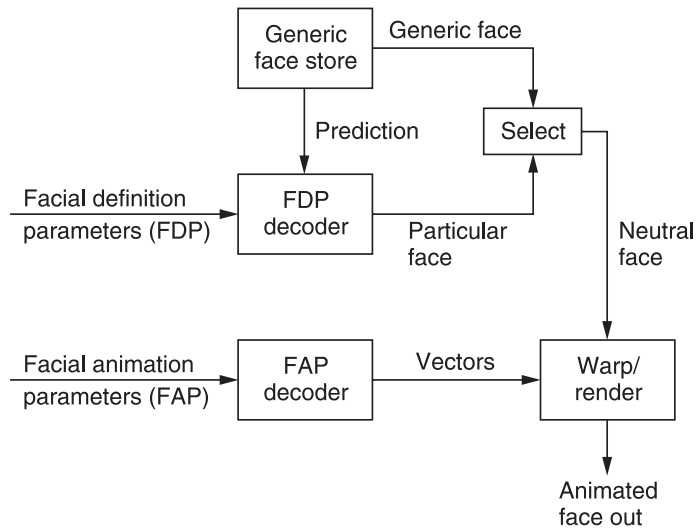 Generic
face store
Generic face
Prediction
Select
Facial definition
parameters (FDP)
FDP
decoder
Particular
face
Neutral
face
Facial animation
parameters (FAP)
FAP
decoder
Vectors
Warp/
render
Animated
face out